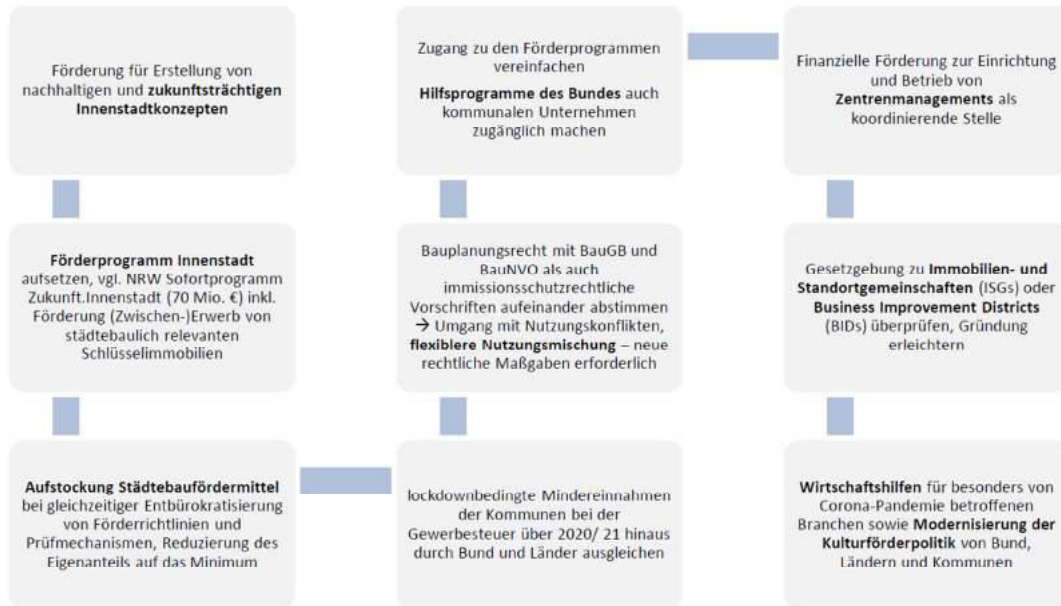 Förderung für Erstellung von
nachhaltigen und zukunftsträchtigen
Innenstadtkonzepten
Förderprogramm Innenstadt
aufsetzen, vgl. NRW Sofortprogramm
Zukunft.Innenstadt (70 Mio. €) inkl.
Förderung (Zwischen-)Erwerb von
städtebaulich relevanten
Schlüsselimmobilien
Aufstockung Städtebaufördermittel
bei gleichzeitiger Entbürokratisierung
von Förderrichtlinien und
Prüfmechanismen, Reduzierung des
Eigenanteils auf das Minimum
lockdownbedingte Mindereinnahmen
der Kommunen bei der
Gewerbesteuer über 2020/ 21 hinaus
durch Bund und Länder ausgleichen
Bauplanungsrecht mit BauGB und
BauNVO als auch
immissionsschutzrechtliche
Vorschriften aufeinander abstimmen
→ Umgang mit Nutzungskonflikten,
flexiblere Nutzungsmischung – neue
rechtliche Maßgaben erforderlich
Zugang zu den Förderprogrammen
vereinfachen
Hilfsprogramme des Bundes auch
kommunalen Unternehmen
zugänglich machen
Finanzielle Förderung zur Einrichtung
und Betrieb von
Zentrenmanagements als
koordinierende Stelle
Gesetzgebung zu Immobilien- und
Standortgemeinschaften (ISGs) oder
Business Improvement Districts
(BIDs) überprüfen, Gründung
erleichtern
Wirtschaftshilfen für besonders von
Corona-Pandemie betroffenen
Branchen sowie Modernisierung der
Kulturförderpolitik von Bund,
Ländern und Kommunen